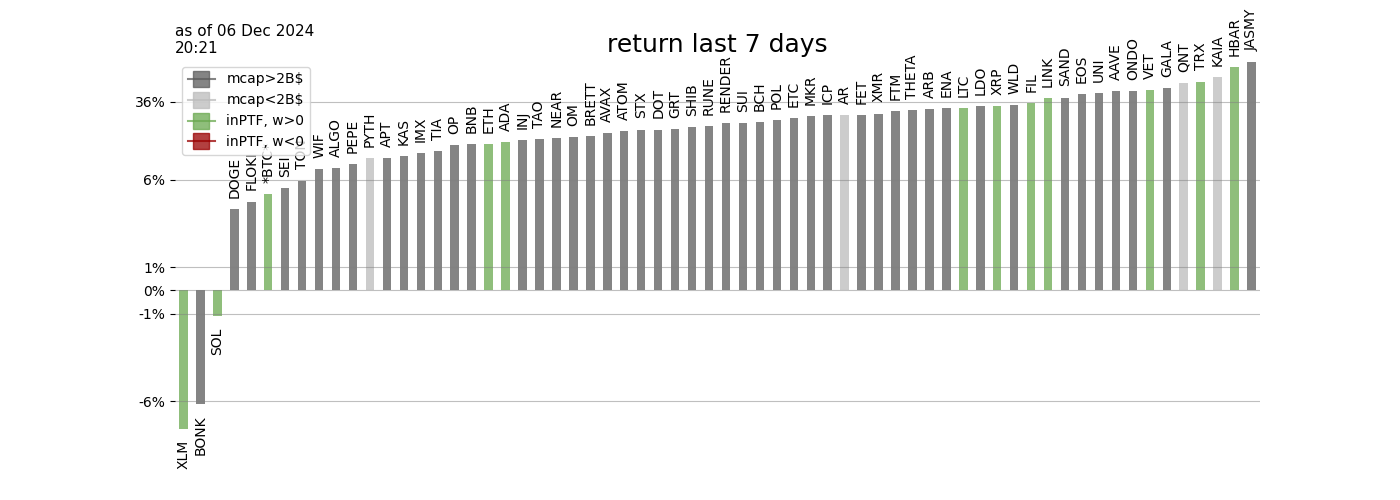 as of 06 Dec 2024
20:21
return last 7 days
mcap>2B$
mcap<2B$
inPTF, w>0
inPTF, w<0
36%
6%
1%
0%
-1%
-6%
XLM
BONK
SOL
DOGE
FLOKI
*BTC
SEI
TON
WIF
ALGO
PEPE
PYTH
APT
KAS
IMX
TIA
OP
BNB
ETH
ADA
INJ
TAO
NEAR
OM
BRETT
AVAX
ATOM
STX
DOT
GRT
SHIB
RUNE
RENDER
SUI
BCH
POL
ETC
MKR
ICP
AR
FET
XMR
FTM
THETA
ARB
ENA
LTC
LDO
XRP
WLD
FIL
LINK
SAND
EOS
UNI
AAVE
ONDO
VET
GALA
QNT
TRX
KAIA
HBAR
JASMY